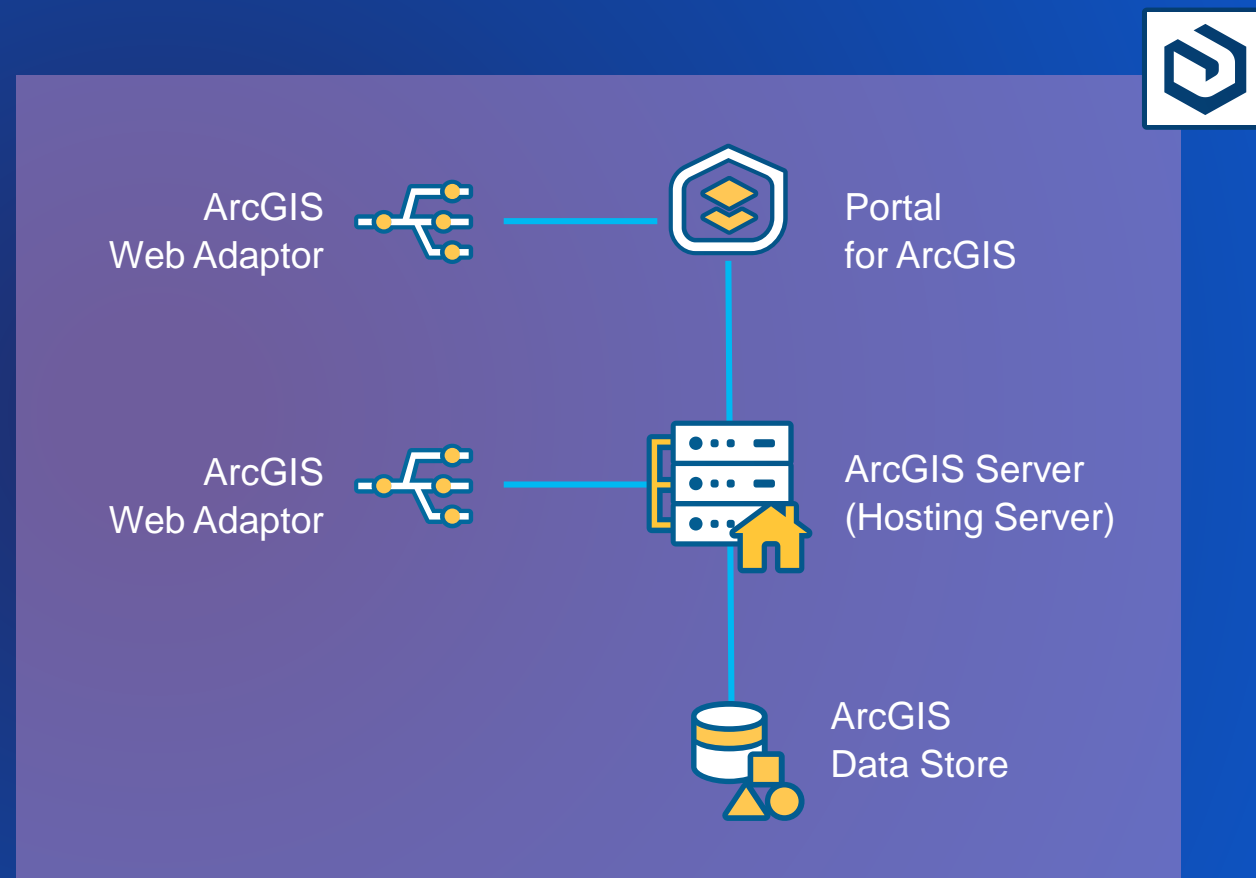 ArcGIS
Web Adaptor
Portal
for ArcGIS
ArcGIS
Web Adaptor
ArcGIS Server
(Hosting Server)
ArcGIS
Data Store